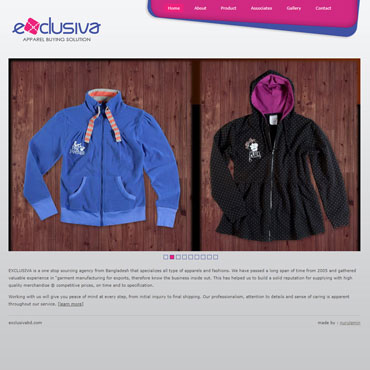 Home About Product Associates Gallery Contact
exclusiva
APPAREL BUYING SOLUTION
EXCLUSIVA is a one stop sourcing agency from Bangladesh that specializes all type of apparels and fashions. We have passed a long span of time from 2005 and gathered
valuable experience in "garment manufacturing for exports, therefore know the business inside out. This has helped us to build a solid reputation for supplying with high
quality merchandise @ competitive prices, on time and to specification.
Working with us will give you peace of mind at every step, from initial inquiry to final shipping. Our professionalism, attention to details and sense of caring is apparent
throughout our service. [learn more]
exclusivabd.com made by :